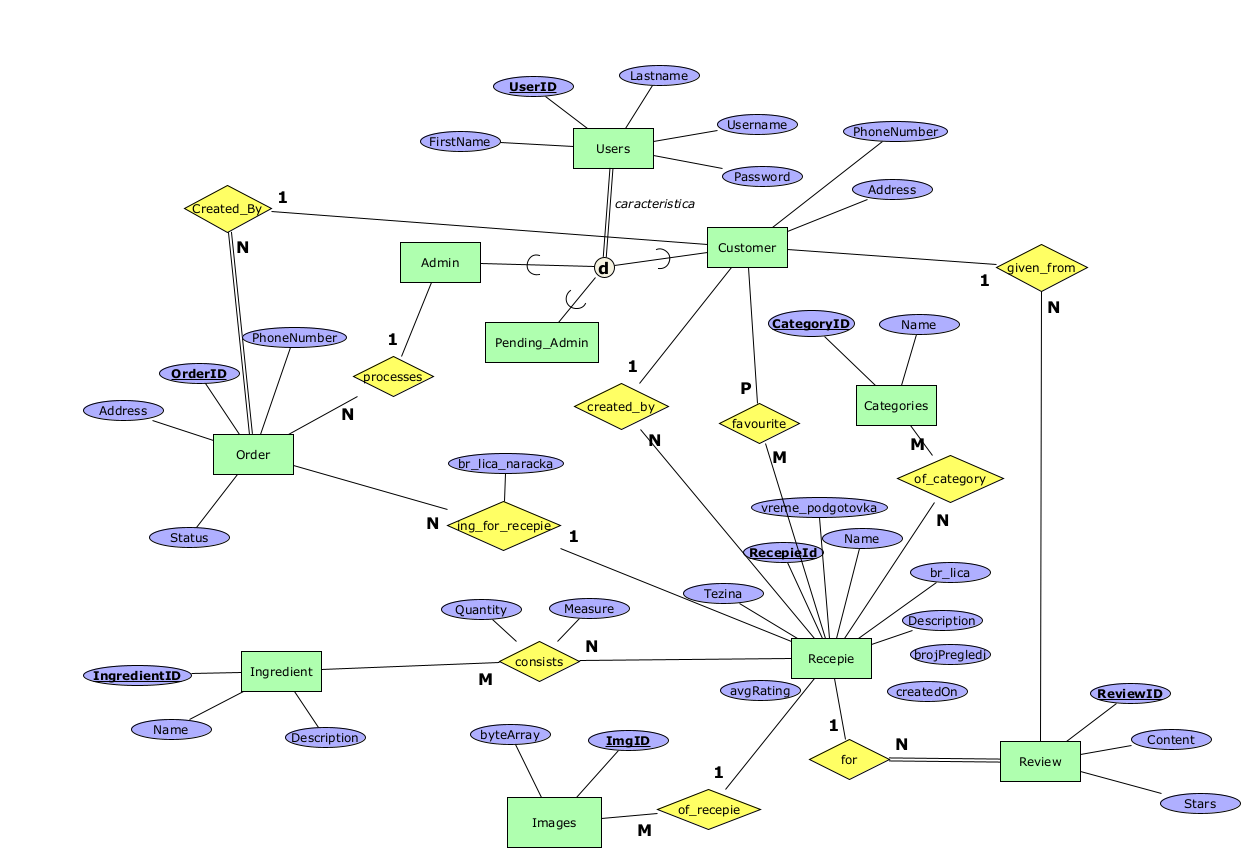 Lastname
UserID
Username
PhoneNumber
FirstName
Users
Password
Address
1
Created_By
caracteristica
N
Customer
Admin
d
given_from
1
N
Pending_Admin
CategoryID
Name
PhoneNumber
1
processes
OrderID
1
P
created_by
Categories
Address
N
favourite
N
M
M
Order
br_lica_naracka
of_category
vreme_podgotovka
N
ing_for_recepie
N
1
Status
Name
RecepieId
br_lica
Tezina
Quantity
Measure
Description
N
brojPregledi
Recepie
consists
Ingredient
IngredientID
M
avgRating
createdOn
ReviewID
Name
1
Description
byteArray
ImgID
N
Content
for
Review
1
Stars
of_recepie
Images
M